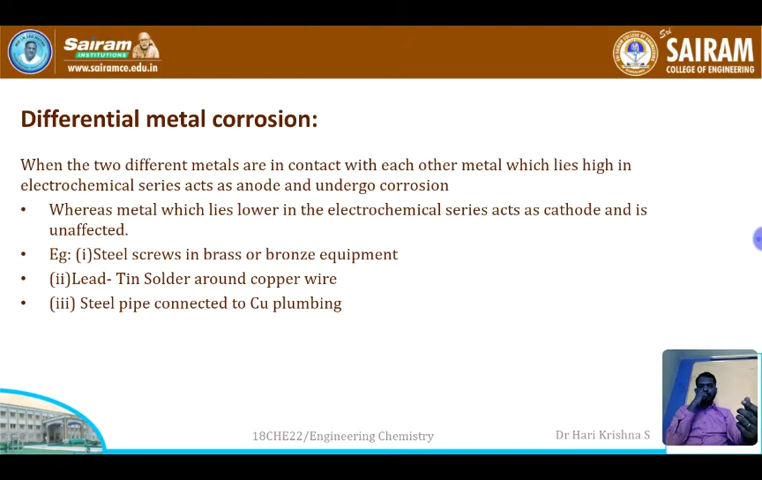 Sairam
INSTITUTIONS
www.sairamce.edu.in
Sri
SAIRAM
COLLEGE OF ENGINEERING
Differential metal corrosion:
When the two different metals are in contact with each other metal which lies high in
electrochemical series acts as anode and undergo corrosion
• Whereas metal which lies lower in the electrochemical series acts as cathode and is
unaffected.
• Eg: (i)Steel screws in brass or bronze equipment
• (ii)Lead- Tin Solder around copper wire
• (iii) Steel pipe connected to Cu plumbing
18CHE22/Engineering Chemistry
Dr Hari Krishna S